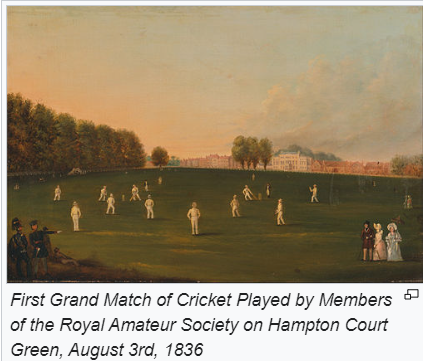 First Grand Match of Cricket Played by Members
of the Royal Amateur Society on Hampton Court
Green, August 3rd, 1836